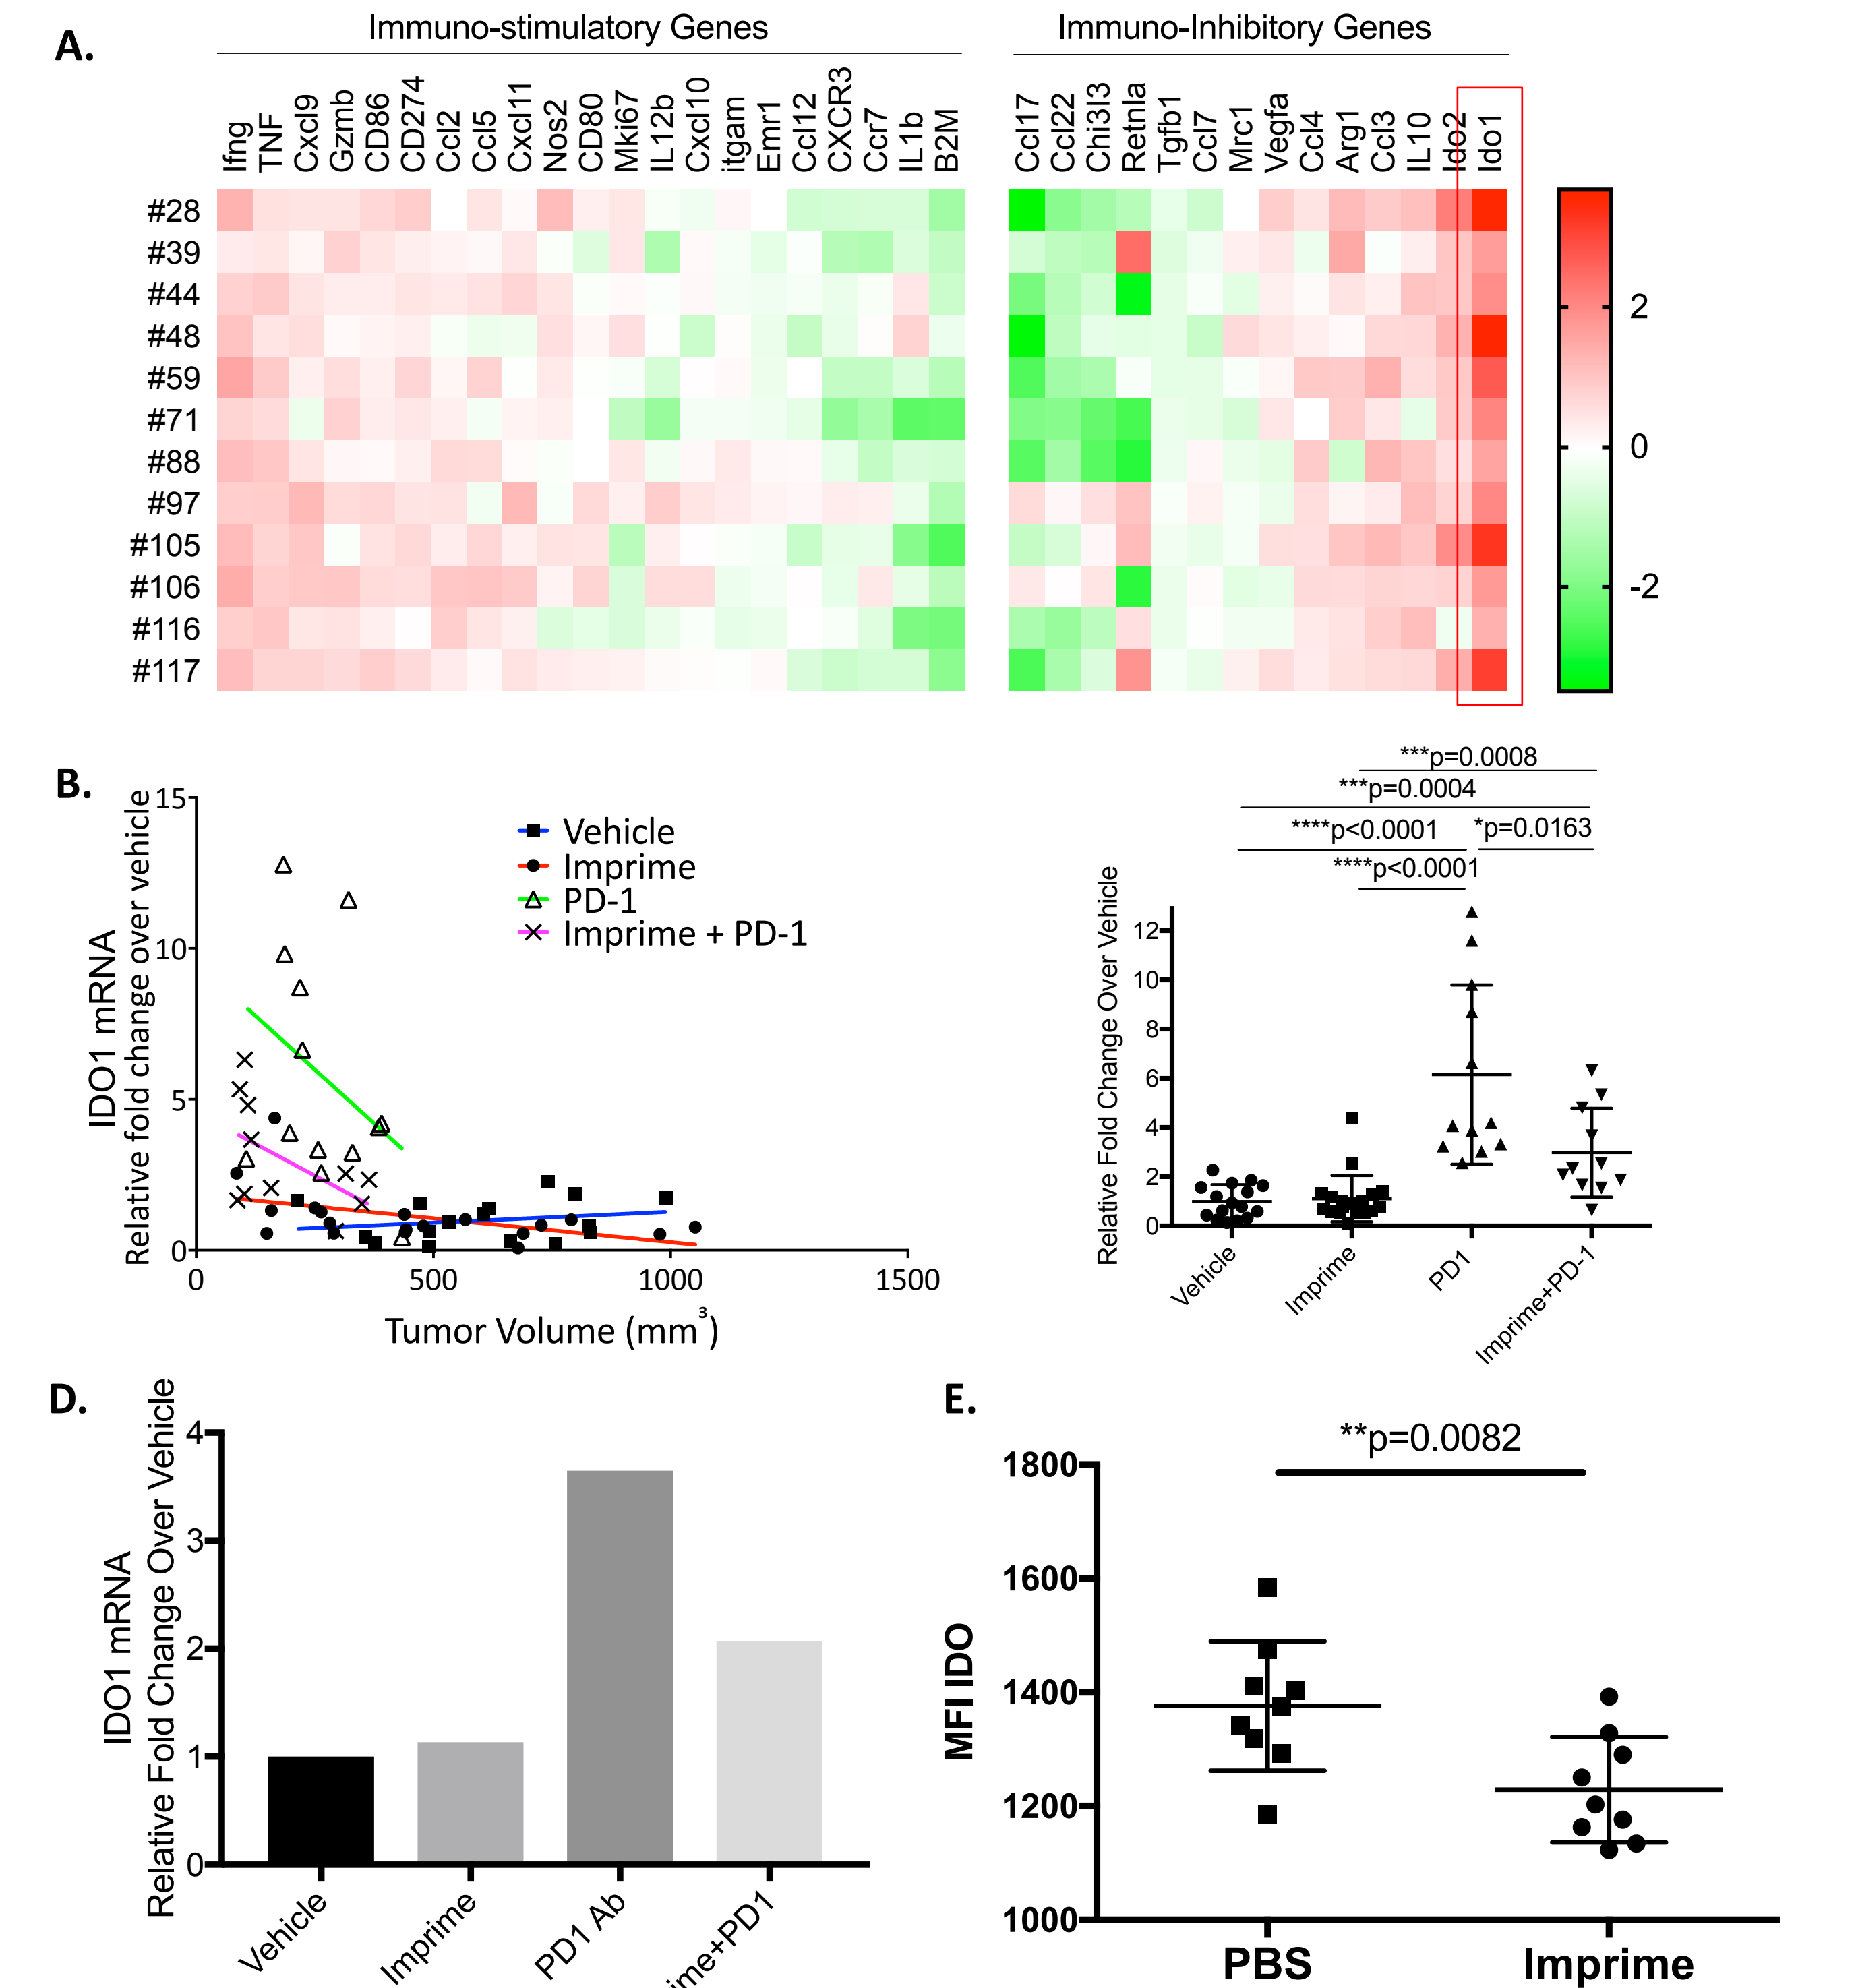 A.
Immuno-stimulatory Genes
Immuno-Inhibitory Genes
Ifng
TNF
Cxcl9
Gzmb
CD86
CD274
Ccl2
Ccl5
Cxcl11
Nos2
CD80
Mki67
IL12b
Cxcl10
itgam
Emr1
Ccl12
CXCR3
Ccr7
IL1b
B2M
Ccl17
Ccl22
Chi3l3
Retnla
Tgfb1
Ccl7
Mrc1
Vegfa
Ccl4
Arg1
Ccl3
IL10
Ido2
Ido1
#28
#39
#44
#48
#59
#71
#88
#97
#105
#106
#116
#117
2
0
-2
B.
IDO1 mRNA
Relative fold change over vehicle
15
10
5
0
0
500
1000
1500
Tumor Volume (mm³)
Vehicle
Imprime
PD-1
Imprime + PD-1
***p=0.0008
***p=0.0004
****p<0.0001
*p=0.0163
****p<0.0001
Relative Fold Change Over Vehicle
12
10
8
6
4
2
0
Vehicle
Imprime
PD1
Imprime+PD-1
D.
IDO1 mRNA
Relative Fold Change Over Vehicle
4
3
2
1
0
Vehicle
Imprime
PD1 Ab
ime+PD1
E.
**p=0.0082
MFI IDO
1800
1600
1400
1200
1000
PBS
Imprime